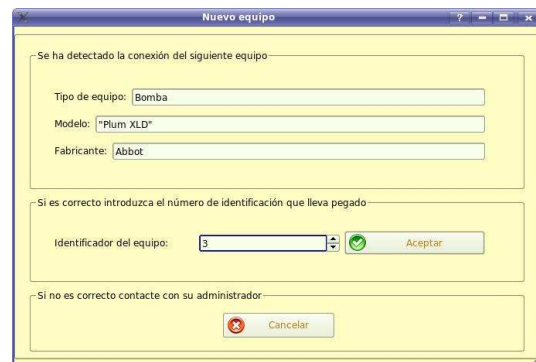 Nuevo equipo
Se ha detectado la conexión del siguiente equipo
Tipo de equipo: Bomba
Modelo: "Plum XLD"
Fabricante: Abbot
Si es correcto introduzca el número de identificación que lleva pegado
Identificador del equipo: 3 Aceptar
Si no es correcto contacte con su administrador
Cancelar